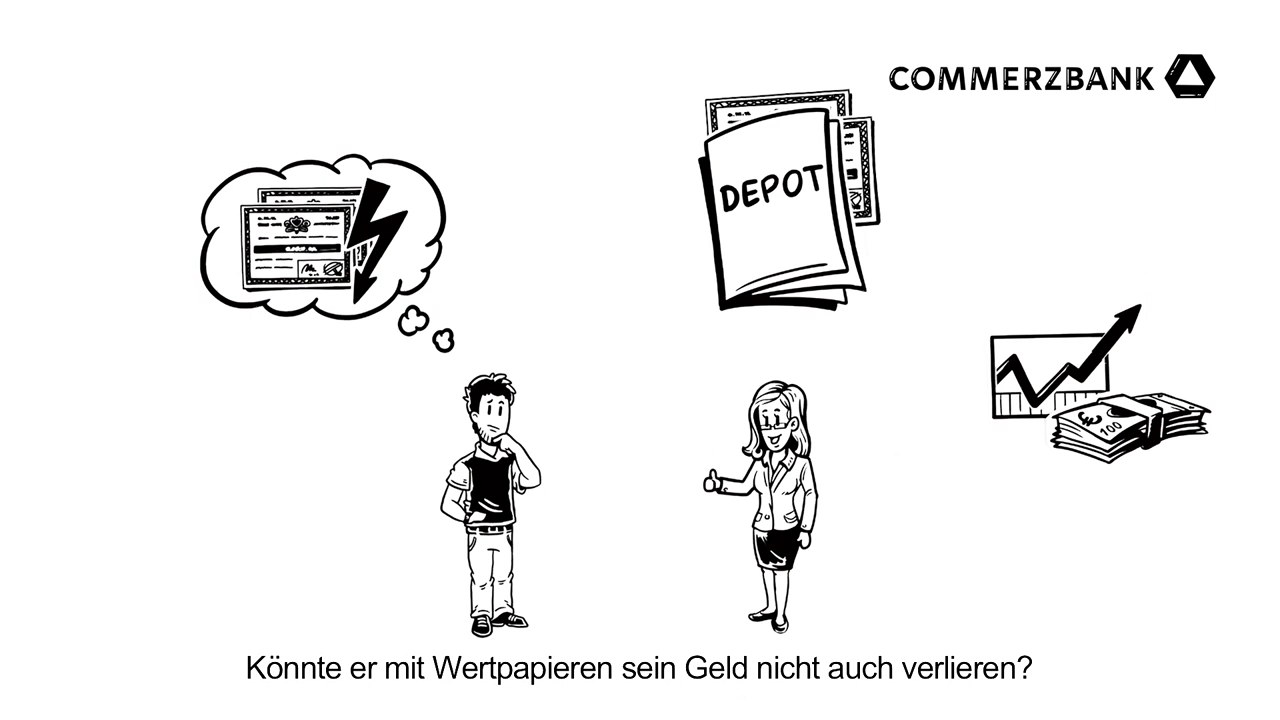 COMMERZBANK
DEPOT
€
100
Könnte er mit Wertpapieren sein Geld nicht auch verlieren?